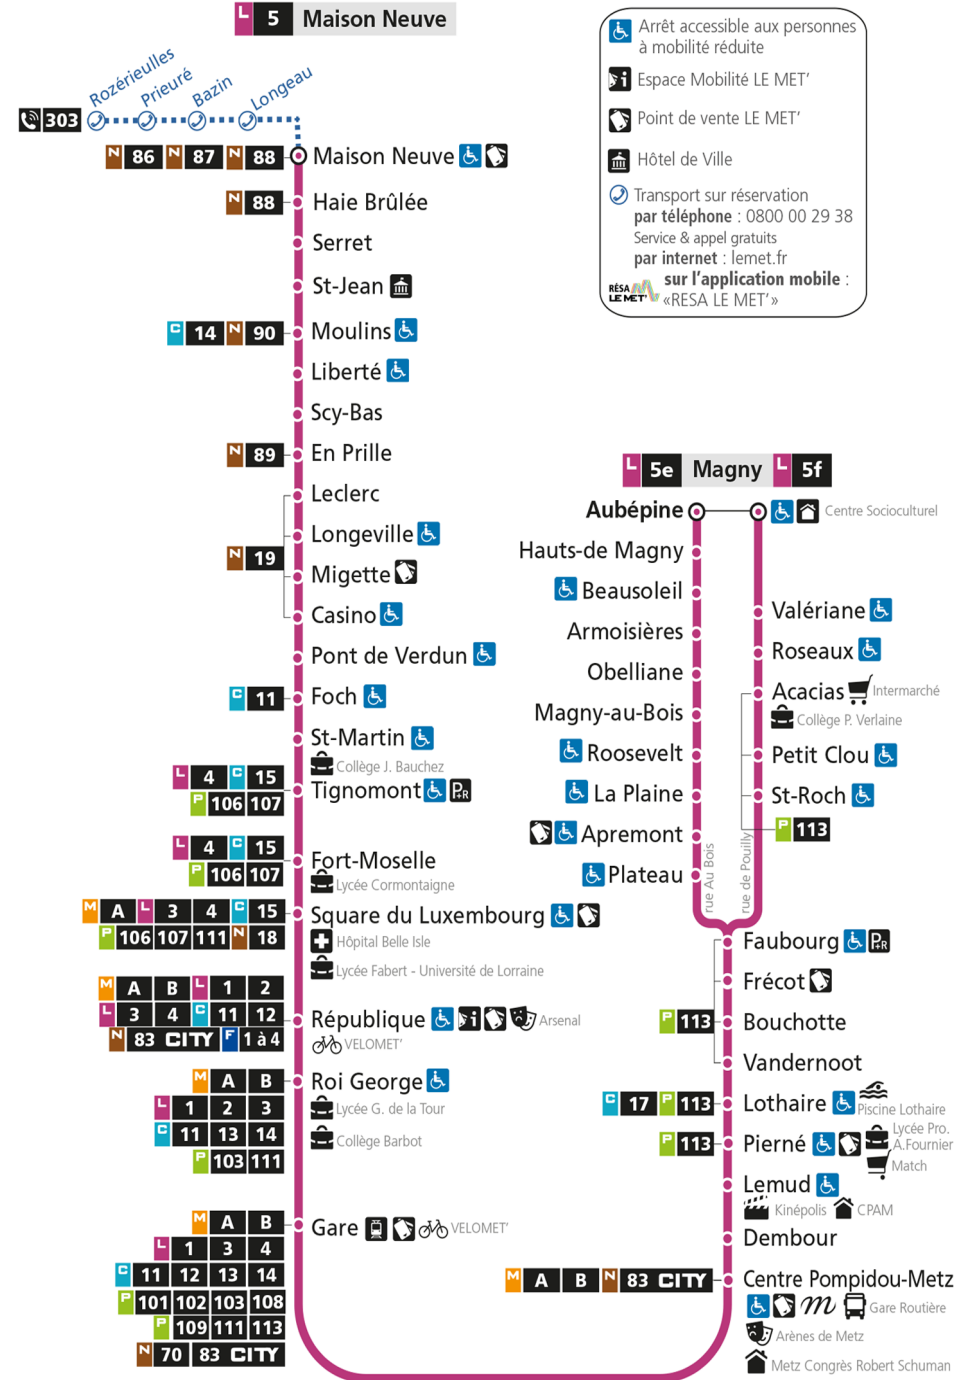 L 5 Maison Neuve
Rozérieulles
Prieuré
Bazin
Longeau
303
N 86 N 87 N 88 Maison Neuve
N 88 Haie Brûlée
Serret
St-Jean
C 14 N 90 Moulins
Liberté
Scy-Bas
N 89 En Prille
Leclerc
Longeville
N 19
Migette
Casino
Pont de Verdun
C 11 Foch
St-Martin
Collège J. Bauchez
L 4 C 15
Tignomont P+R
P 106 107
L 4 C 15
Fort-Moselle
P 106 107
Lycée Cormontaigne
M A L 3 4 C 15 Square du Luxembourg
P 106 107 111 N 18 Hôpital Belle Isle
Lycée Fabert - Université de Lorraine
M A B L 1 2
L 3 4 C 11 12 République i Arsenal
N 83 CITY F 1 à 4 VELOMET'
M A B Roi George
L 1 2 3 Lycée G. de la Tour
C 11 13 14 Collège Barbot
P 103 111
M A B Gare VELOMET'
L 1 3 4
C 11 12 13 14
P 101 102 103 108
P 109 111 113
N 70 83 CITY
Arrêt accessible aux personnes
à mobilité réduite
i Espace Mobilité LE MET'
Point de vente LE MET'
Hôtel de Ville
Transport sur réservation
par téléphone : 0800 00 29 38
Service & appel gratuits
par internet : lemet.fr
RÉSA LE MET' sur l'application mobile :
«RESA LE MET'»
L 5e Magny L 5f
Aubépine Centre Socioculturel
Hauts-de Magny
Beausoleil
Armoisières
Obelliane
Magny-au-Bois
Roosevelt
La Plaine
Apremont
Plateau
rue Au Bois
rue de Pouilly
Valériane
Roseaux
Acacias Intermarché
Collège P. Verlaine
Petit Clou
St-Roch
P 113
Faubourg P+R
Frécot
P 113 Bouchotte
Vandernoot
C 17 P 113 Lothaire Piscine Lothaire
P 113 Pierné Lycée Pro.
A.Fournier
Match
Lemud
Kinépolis CPAM
Dembour
M A B N 83 CITY Centre Pompidou-Metz
m Gare Routière
Arènes de Metz
Metz Congrès Robert Schuman